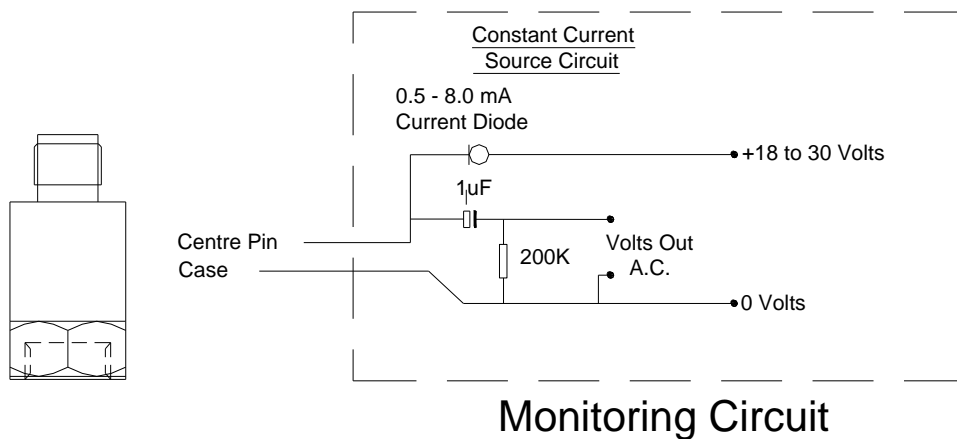 Constant Current
Source Circuit
0.5 - 8.0 mA
Current Diode
+18 to 30 Volts
1uF
Centre Pin
Case
200K
Volts Out
A.C.
0 Volts
Monitoring Circuit